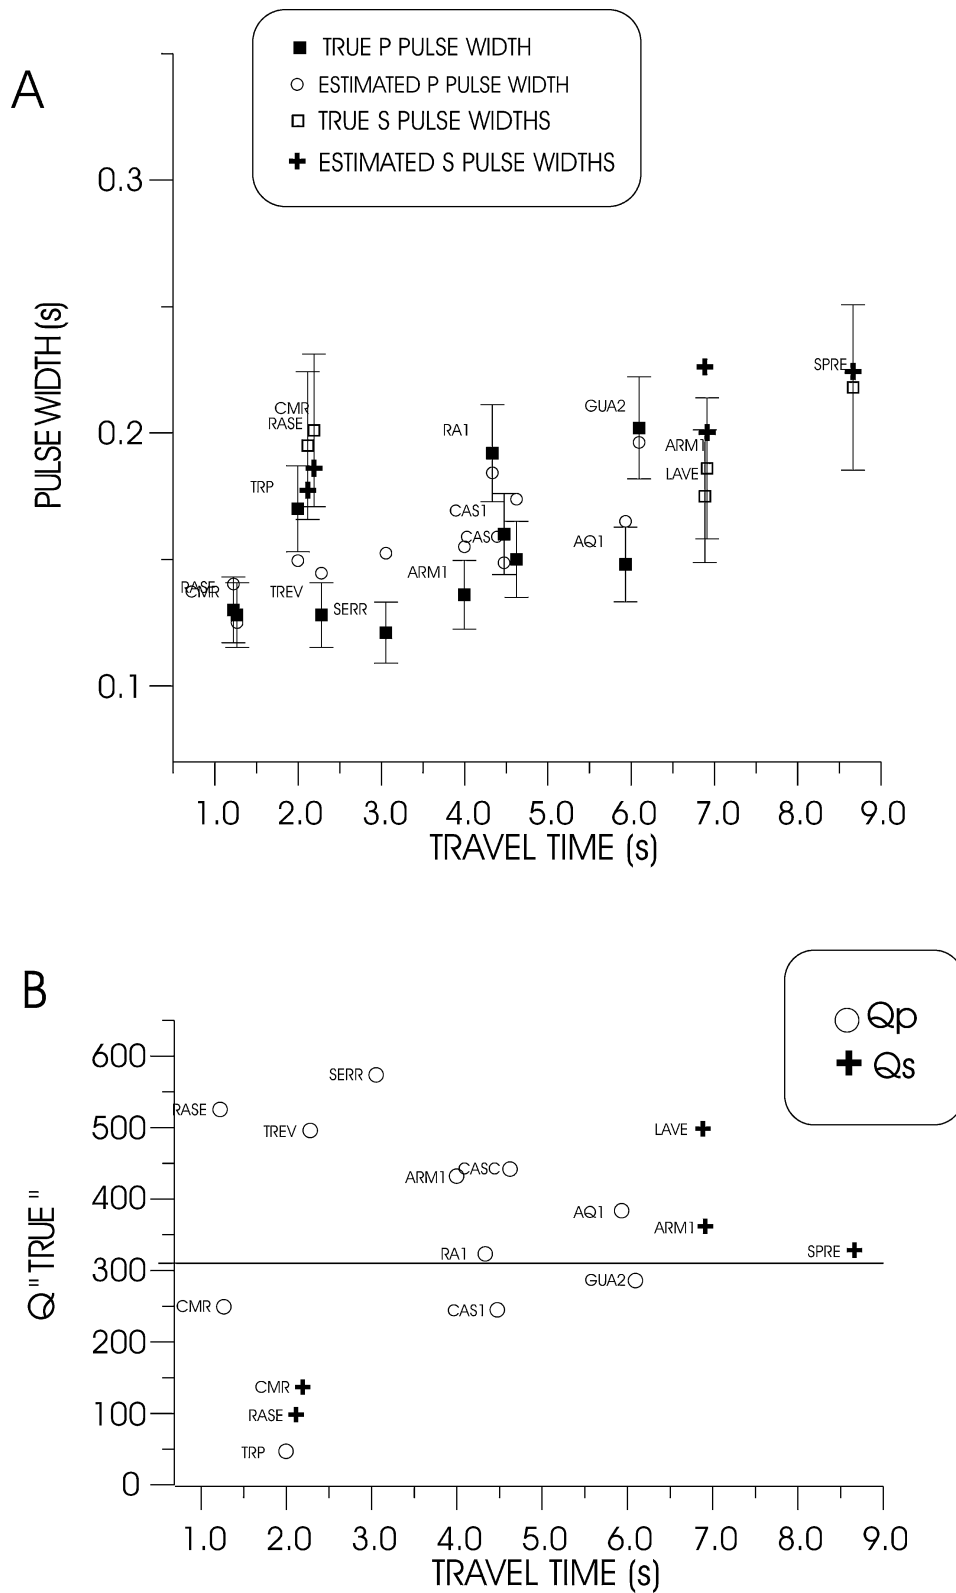 TRUE P PULSE WIDTH
ESTIMATED P PULSE WIDTH
TRUE S PULSE WIDTHS
ESTIMATED S PULSE WIDTHS
A
0.3
0.2
0.1
PULSE WIDTH (s)
SPRE
CMR
RASE
GUA2
RA1
ARM1
LAVE
TRP
CAS1
CAS
AQ1
ARM1
RASE
CMR
TREV
SERR
1.0 2.0 3.0 4.0 5.0 6.0 7.0 8.0 9.0
TRAVEL TIME (s)
B
Qp
Qs
600
500
400
300
200
100
0
Q "TRUE"
SERR
RASE
TREV
LAVE
ARM1
CASC
AQ1
ARM1
RA1
SPRE
GUA2
CMR
CAS1
CMR
RASE
TRP
1.0 2.0 3.0 4.0 5.0 6.0 7.0 8.0 9.0
TRAVEL TIME (s)